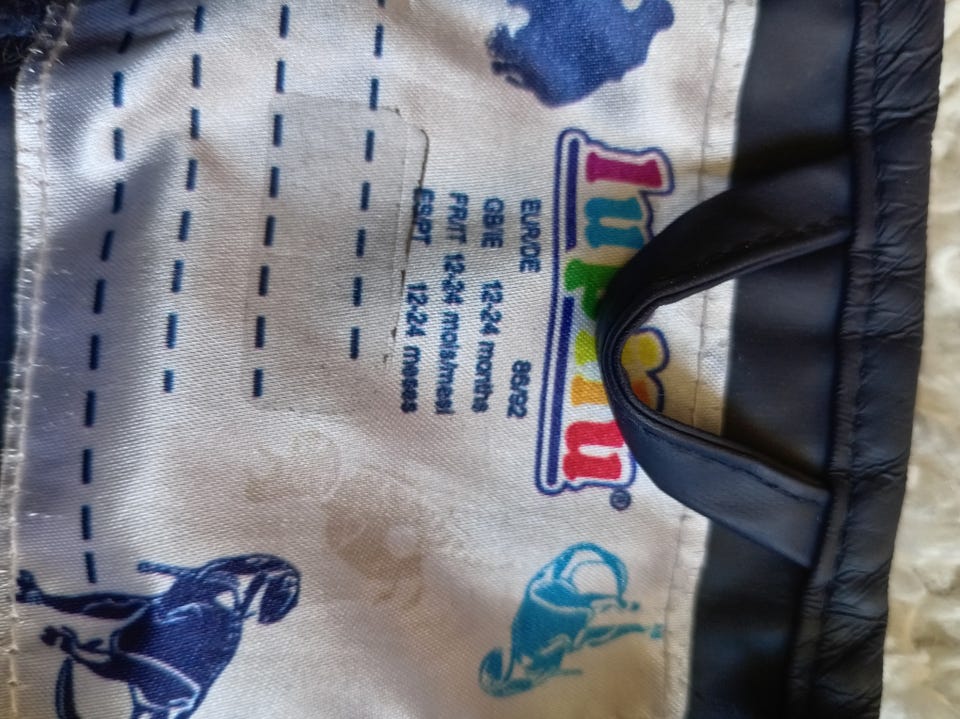 lupilu®
EUR/DE 86/92
GB/IE 12-24 months
FR/IT 12-24 mois/mesi
ES/PT 12-24 meses